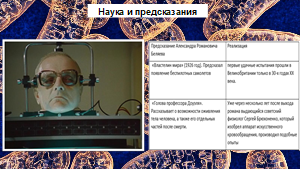 Наука и предсказания
Предсказание Александра Романовича
Беляева
Реализация
«Властелин мира» (1926 год). Предсказал
появление беспилотных самолетов
первые удачные испытания прошли в
Великобритании только в 30-х годах XX
века.
«Голова профессора Доуэля».
Рассказывает о возможности оживления
тела человека, а также его отдельных
частей после смерти.
Уже через несколько лет после выхода
романа выдающийся советский
физиолог Сергей Брюхоненко, который
изобрел аппарат искусственного
кровообращения, производил подобные
опыты